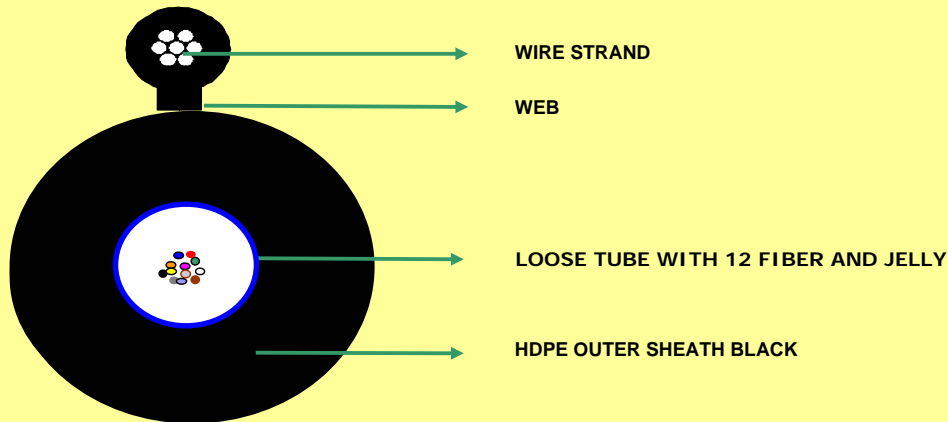 WIRE STRAND
WEB
LOOSE TUBE WITH 12 FIBER AND JELLY
HDPE OUTER SHEATH BLACK